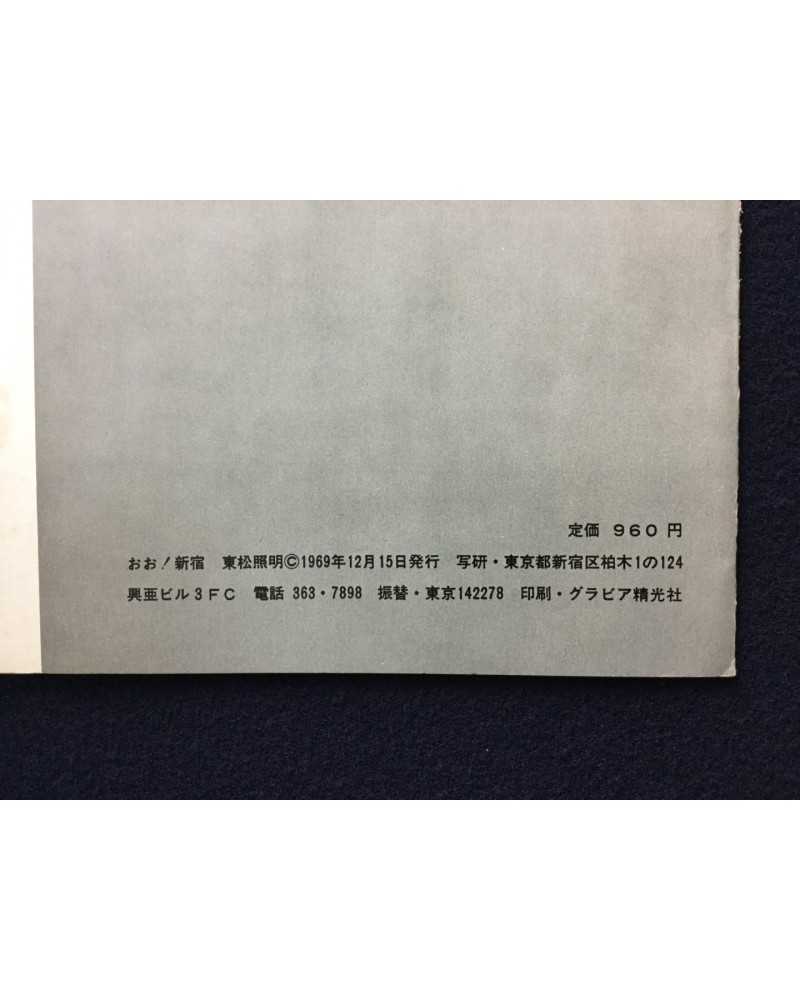 定価 960円
おお!新宿 東松照明©1969年12月15日発行 写研・東京都新宿区柏木1の124
興亜ビル3FC 電話 363・7898 振替・東京142278 印刷・グラビア精光社